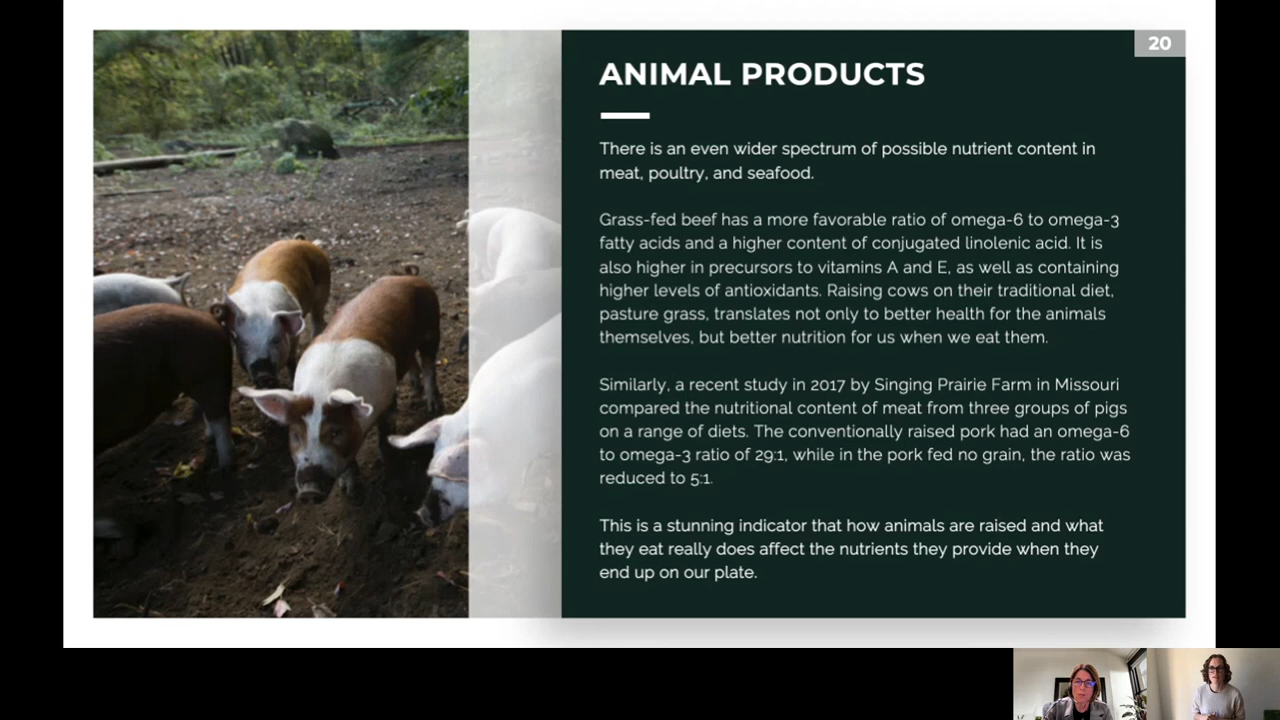 20
ANIMAL PRODUCTS
There is an even wider spectrum of possible nutrient content in
meat, poultry, and seafood.
Grass-fed beef has a more favorable ratio of omega-6 to omega-3
fatty acids and a higher content of conjugated linolenic acid. It is
also higher in precursors to vitamins A and E, as well as containing
higher levels of antioxidants. Raising cows on their traditional diet,
pasture grass, translates not only to better health for the animals
themselves, but better nutrition for us when we eat them.
Similarly, a recent study in 2017 by Singing Prairie Farm in Missouri
compared the nutritional content of meat from three groups of pigs
on a range of diets. The conventionally raised pork had an omega-6
to omega-3 ratio of 29:1, while in the pork fed no grain, the ratio was
reduced to 5:1.
This is a stunning indicator that how animals are raised and what
they eat really does affect the nutrients they provide when they
end up on our plate.